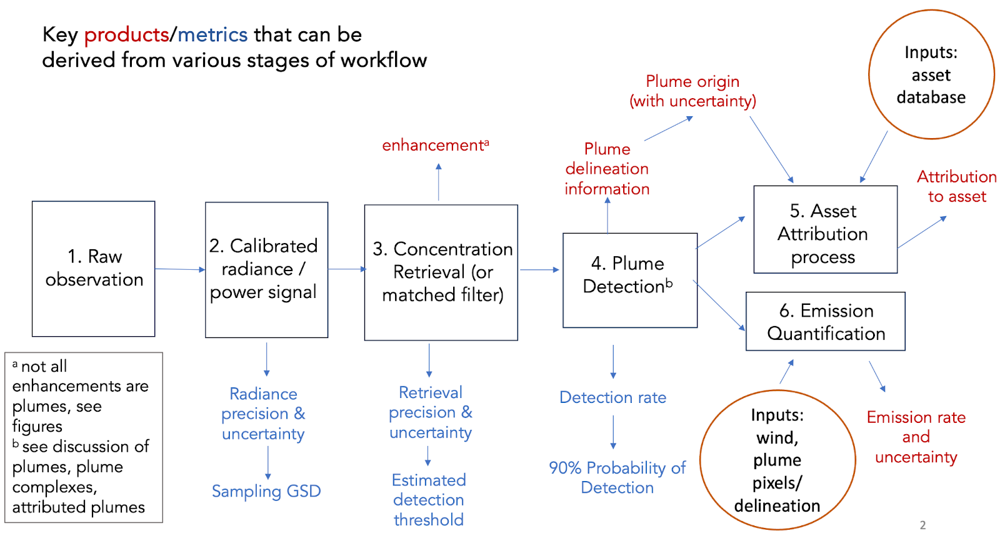 Key products/metrics that can be
derived from various stages of workflow
Inputs:
asset
database
Plume origin
(with uncertainty)
enhancementᵃ
Plume
delineation
information
Attribution
to asset
1. Raw
observation
2. Calibrated
radiance /
power signal
3. Concentration
Retrieval (or
matched filter)
4. Plume
Detectionᵇ
5. Asset
Attribution
process
6. Emission
Quantification
ᵃ not all
enhancements are
plumes, see
figures
ᵇ see discussion of
plumes, plume
complexes,
attributed plumes
Radiance
precision &
uncertainty
Sampling GSD
Retrieval
precision &
uncertainty
Estimated
detection
threshold
Detection rate
90% Probability of
Detection
Inputs:
wind,
plume
pixels/
delineation
Emission rate
and
uncertainty
2